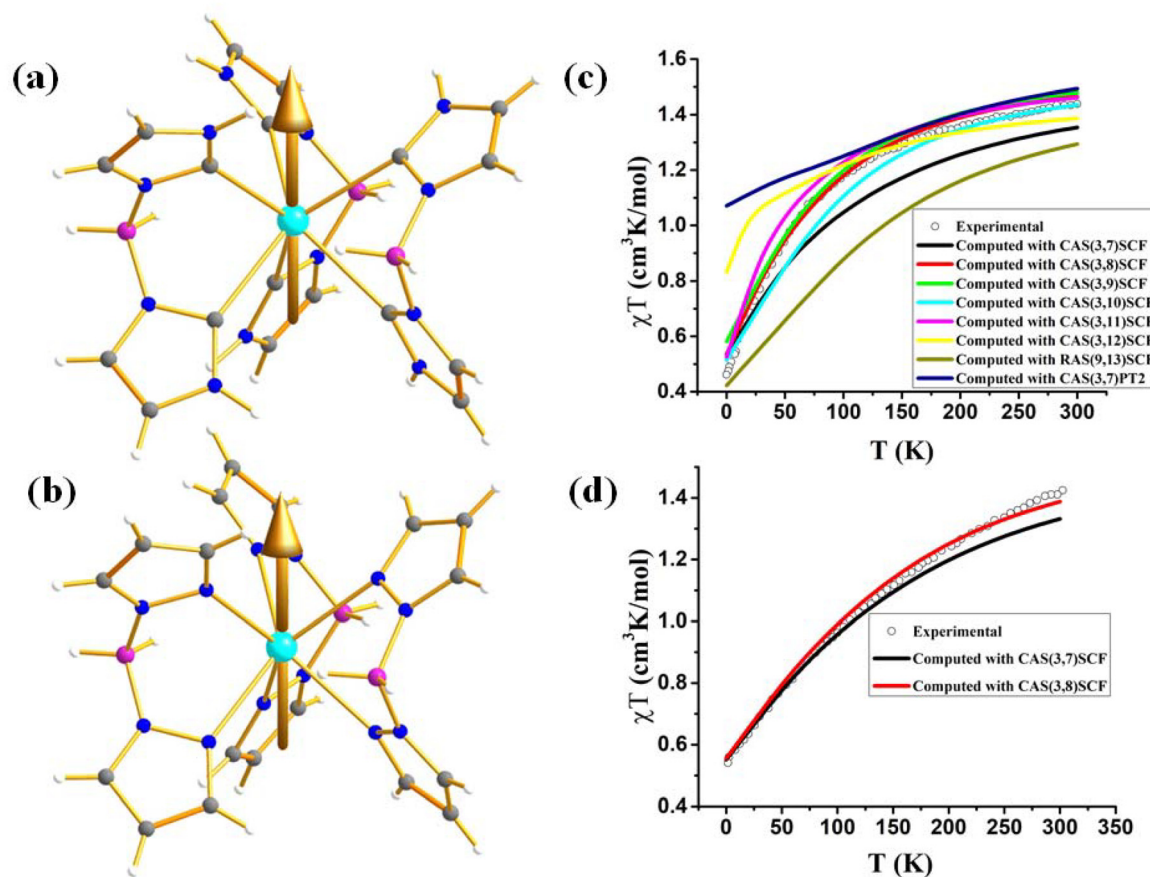 (a)
(b)
(c)
χT (cm³K/mol)
1.6
1.4
1.2
1.0
0.8
0.6
0.4
0 50 100 150 200 250 300
T (K)
Experimental
Computed with CAS(3,7)SCF
Computed with CAS(3,8)SCF
Computed with CAS(3,9)SCF
Computed with CAS(3,10)SCF
Computed with CAS(3,11)SCF
Computed with CAS(3,12)SCF
Computed with RAS(9,13)SCF
Computed with CAS(3,7)PT2
(d)
χT (cm³K/mol)
1.4
1.2
1.0
0.8
0.6
0.4
0 50 100 150 200 250 300 350
T (K)
Experimental
Computed with CAS(3,7)SCF
Computed with CAS(3,8)SCF